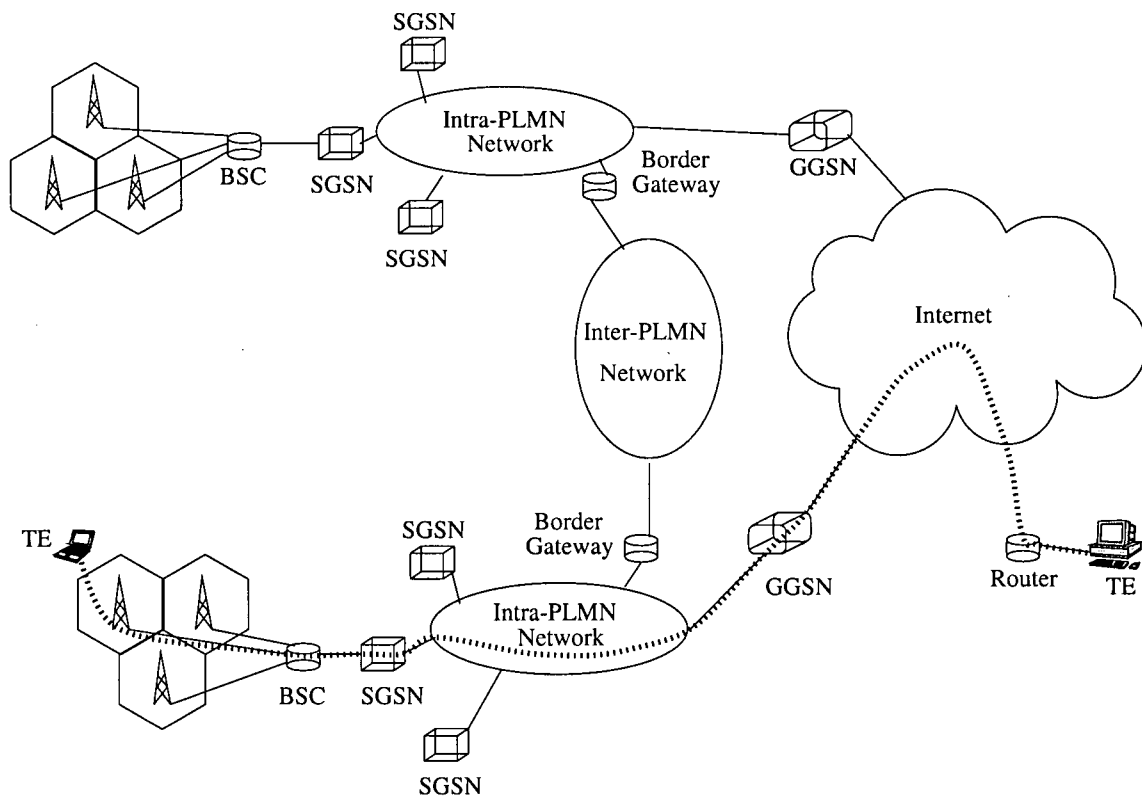 SGSN
Intra-PLMN
Network
BSC
SGSN
Border
Gateway
GGSN
SGSN
Internet
Inter-PLMN
Network
TE
SGSN
Border
Gateway
GGSN
Router
TE
Intra-PLMN
Network
BSC
SGSN
SGSN